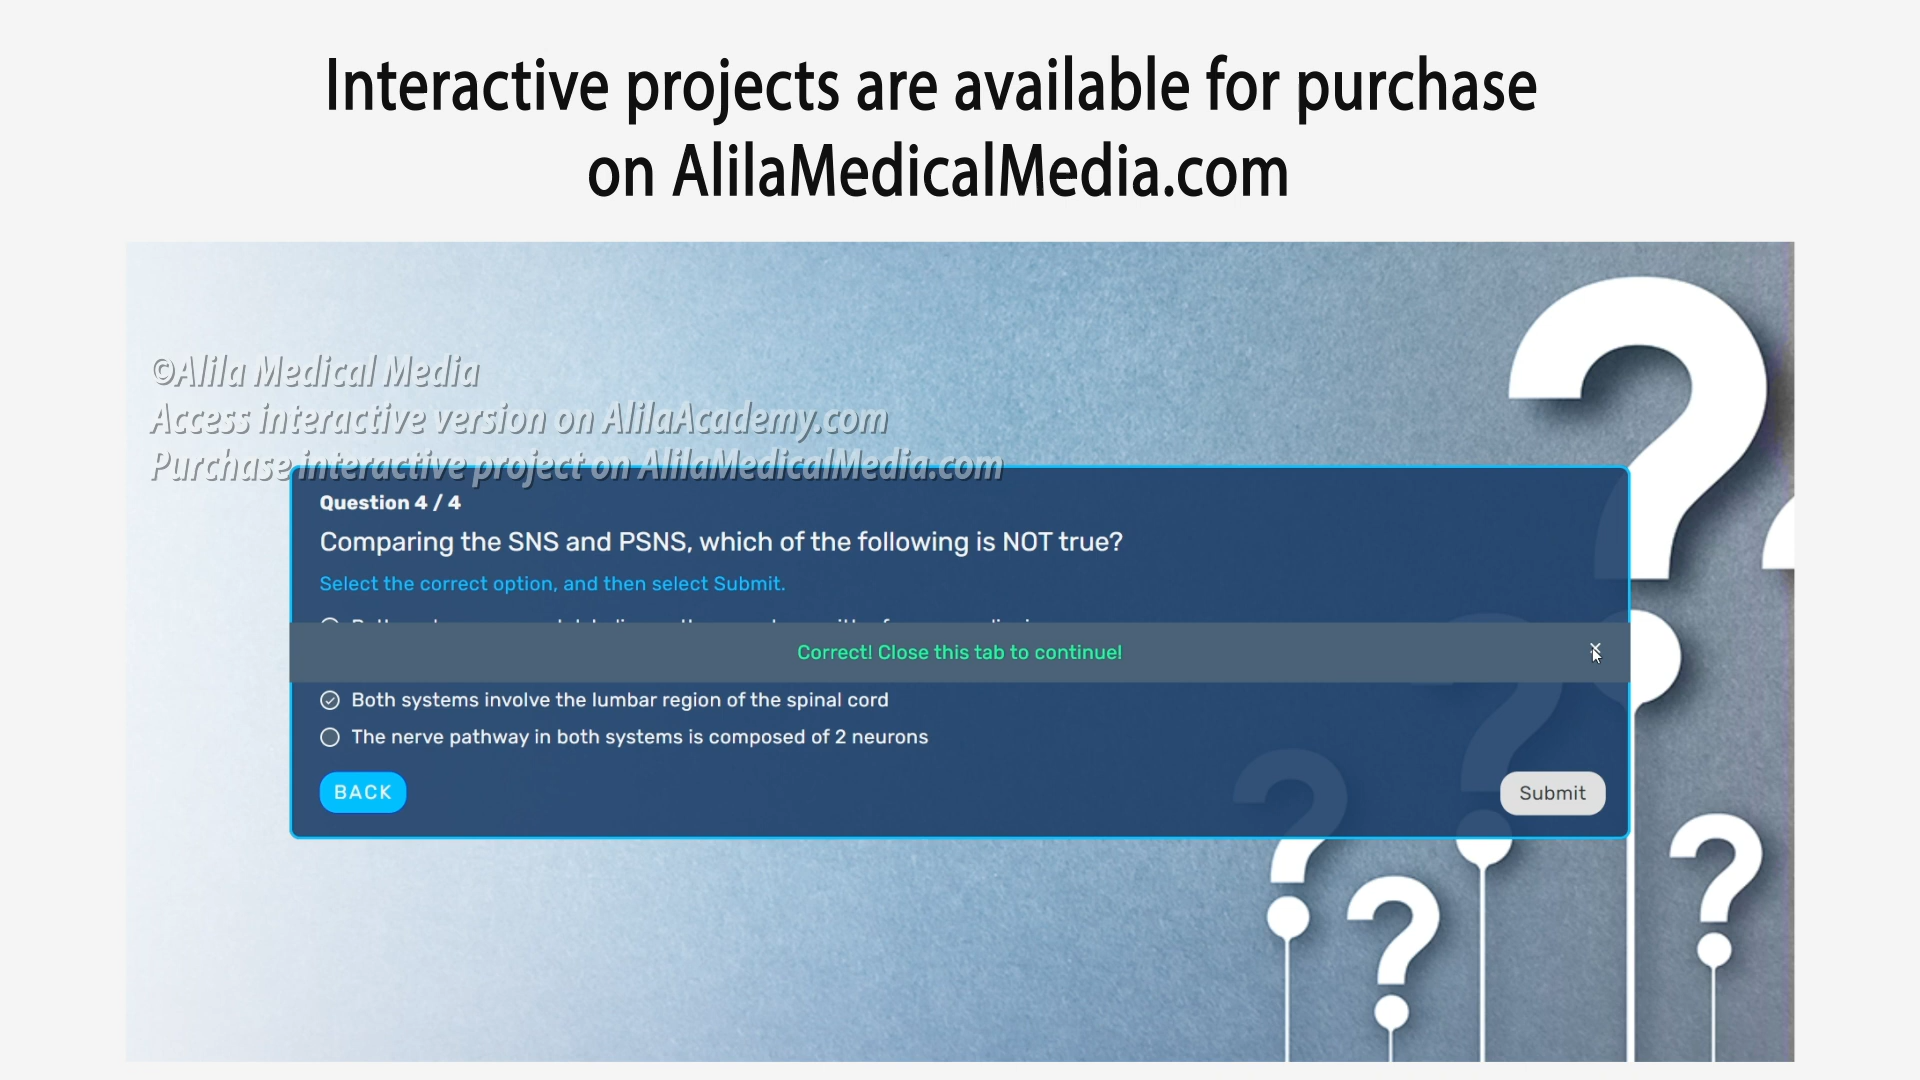 Interactive projects are available for purchase
on AlilaMedicalMedia.com
©Alila Medical Media
Access interactive version on AlilaAcademy.com
Purchase interactive project on AlilaMedicalMedia.com
Question 4 / 4
Comparing the SNS and PSNS, which of the following is NOT true?
Select the correct option, and then select Submit.
Correct! Close this tab to continue!
Both systems involve the lumbar region of the spinal cord
The nerve pathway in both systems is composed of 2 neurons
BACK
Submit